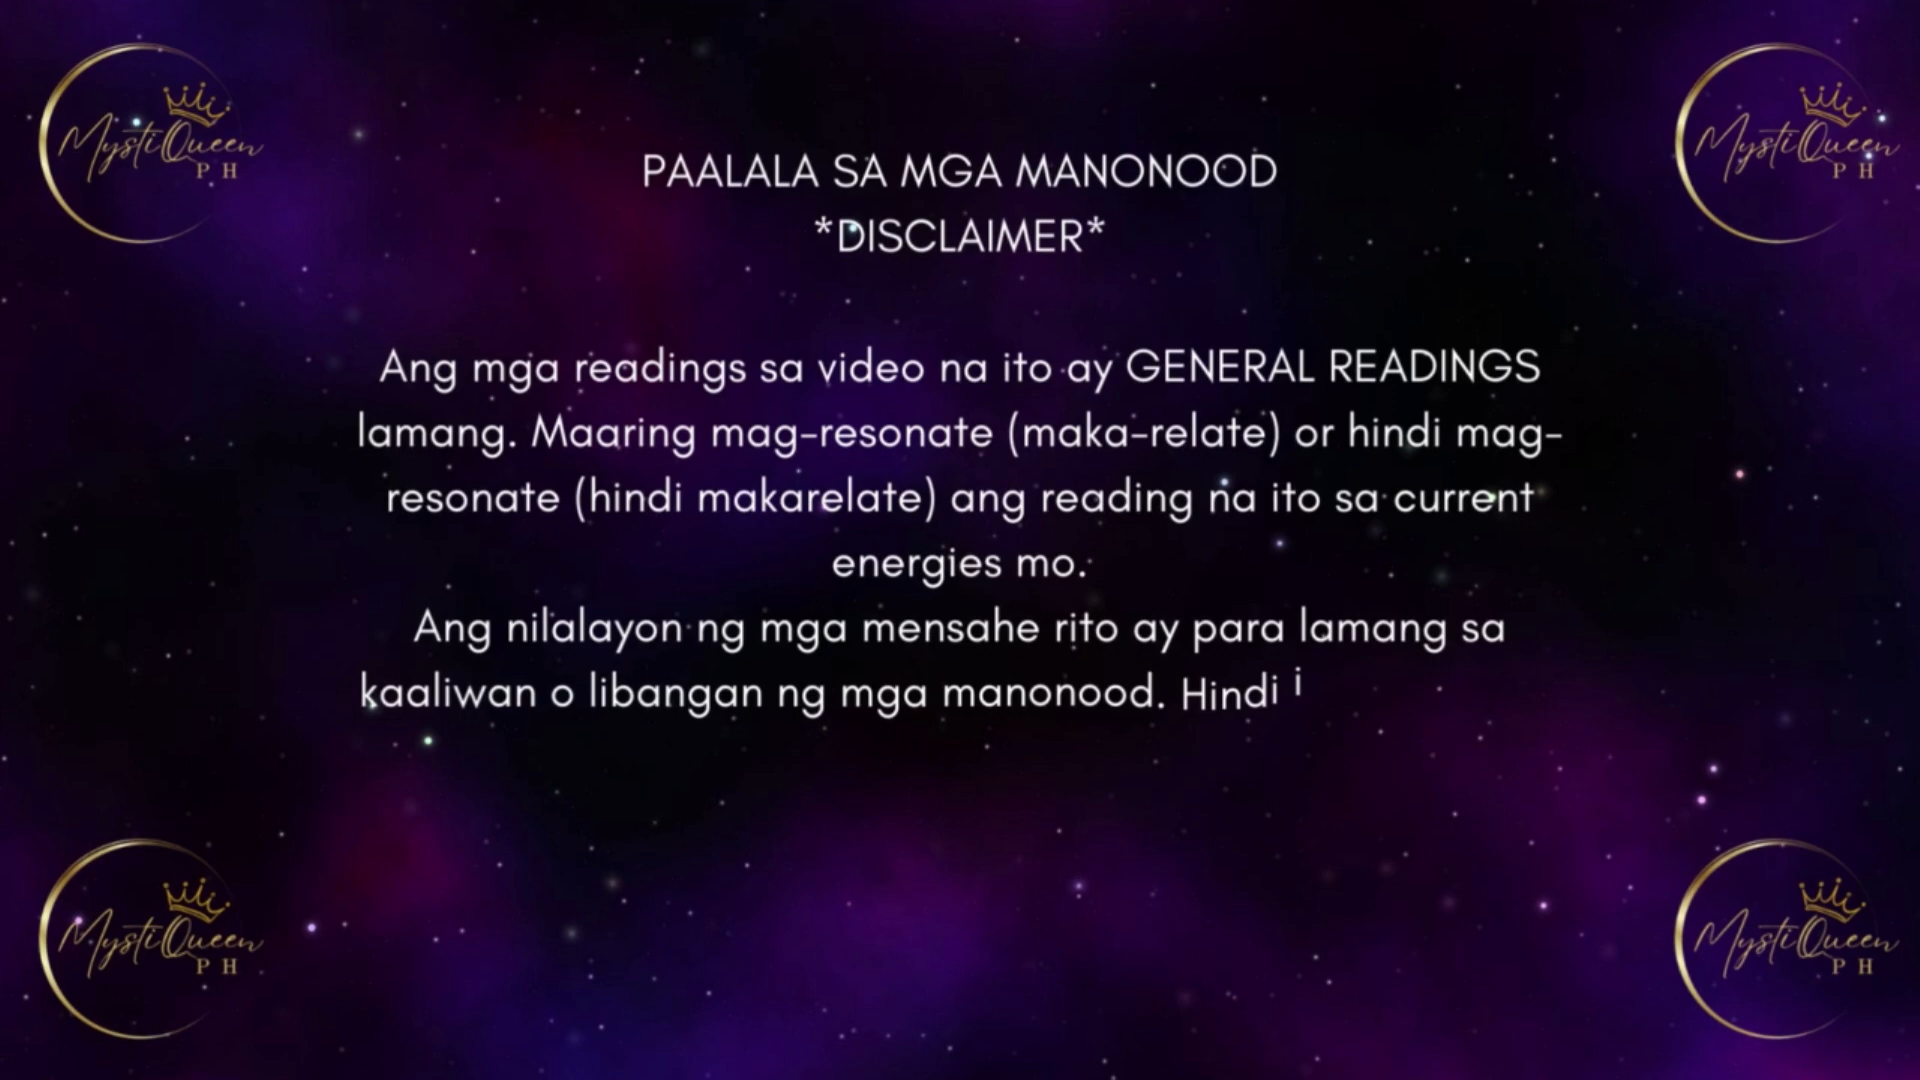 MystiQueen
PH
MystiQueen
PH
PAALALA SA MGA MANONOOD
*DISCLAIMER*
Ang mga readings sa video na ito ay GENERAL READINGS
lamang. Maaring mag-resonate (maka-relate) or hindi mag-
resonate (hindi makarelate) ang reading na ito sa current
energies mo.
Ang nilalayon ng mga mensahe rito ay para lamang sa
kaaliwan o libangan ng mga manonood. Hindi i
MystiQueen
PH
MystiQueen
PH